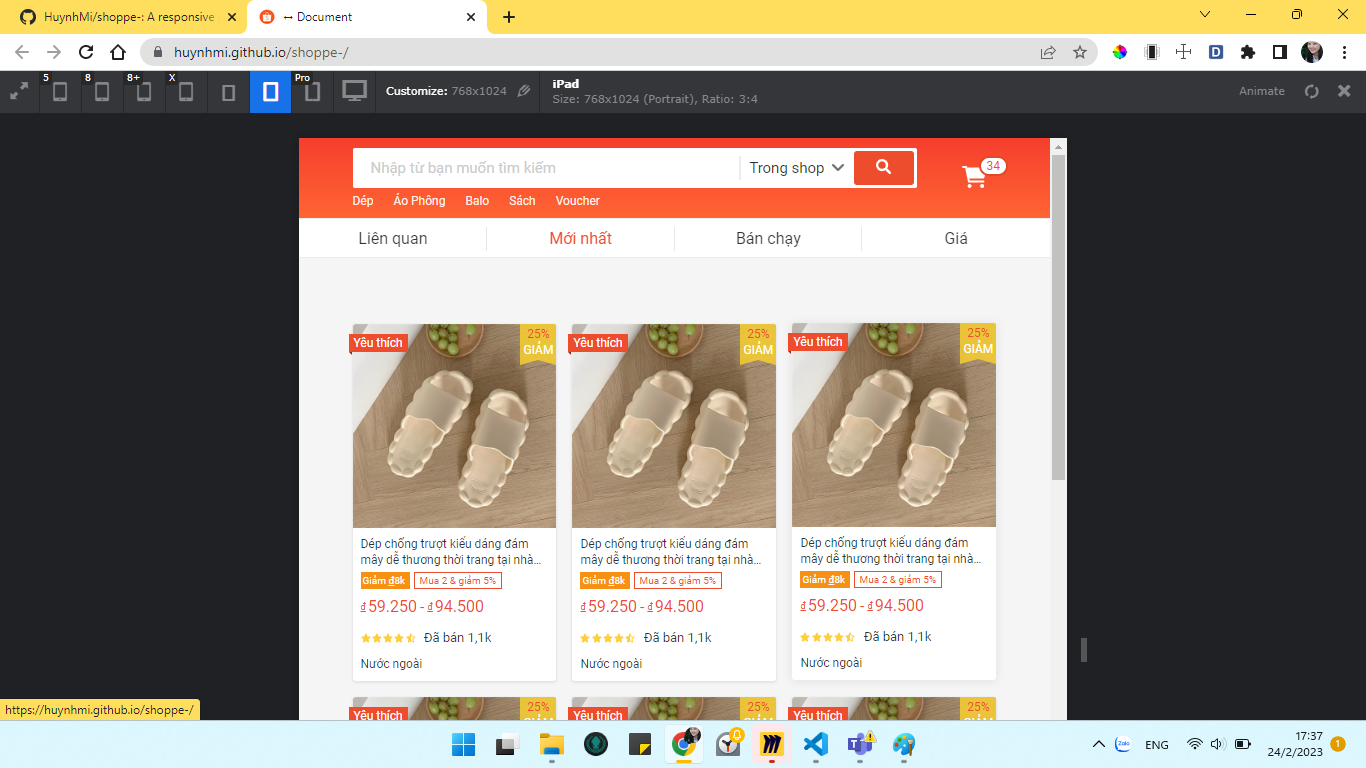 HuynhMi/shoppe-: A responsive
↔ Document
huynhmi.github.io/shoppe-/
5
8
8+
X
Pro
Customize: 768x1024
iPad
Size: 768x1024 (Portrait), Ratio: 3:4
Animate
Nhập từ bạn muốn tìm kiếm
Trong shop
34
Dép Áo Phông Balo Sách Voucher
Liên quan Mới nhất Bán chạy Giá
Yêu thích 25% Yêu thích 25% Yêu thích 25%
GIẢM GIẢM GIẢM
Dép chống trượt kiểu dáng đám Dép chống trượt kiểu dáng đám Dép chống trượt kiểu dáng đám
mây dễ thương thời trang tại nhà... mây dễ thương thời trang tại nhà... mây dễ thương thời trang tại nhà...
Giảm ₫8k Mua 2 & giảm 5% Giảm ₫8k Mua 2 & giảm 5% Giảm ₫8k Mua 2 & giảm 5%
₫59.250 - ₫94.500 ₫59.250 - ₫94.500 ₫59.250 - ₫94.500
Đã bán 1,1k Đã bán 1,1k Đã bán 1,1k
Nước ngoài Nước ngoài Nước ngoài
Yêu thích 25% Yêu thích 25% Yêu thích 25%
GIẢM GIẢM GIẢM
https://huynhmi.github.io/shoppe-/
Zalo
ENG
17:37
24/2/2023
1